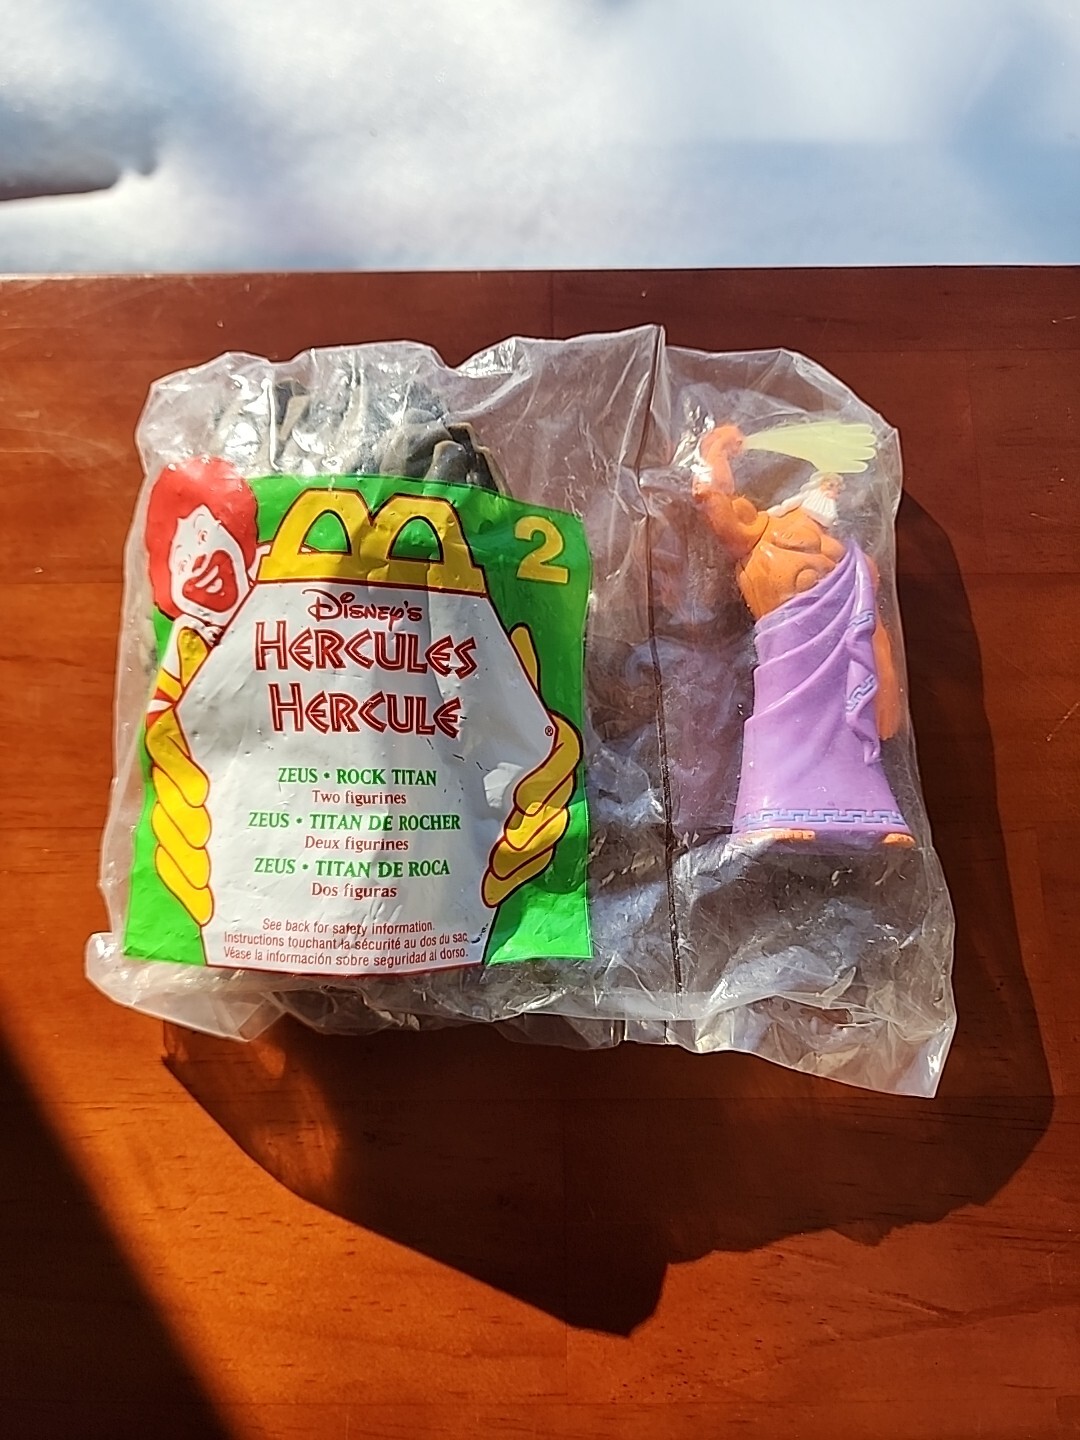 2
DISNEY'S
HERCULES
HERCULE
®
ZEUS • ROCK TITAN
Two figurines
ZEUS • TITAN DE ROCHER
Deux figurines
ZEUS • TITAN DE ROCA
Dos figuras
See back for safety information.
Instructions touchant la sécurité au dos du sac.
Véase la información sobre seguridad al dorso.